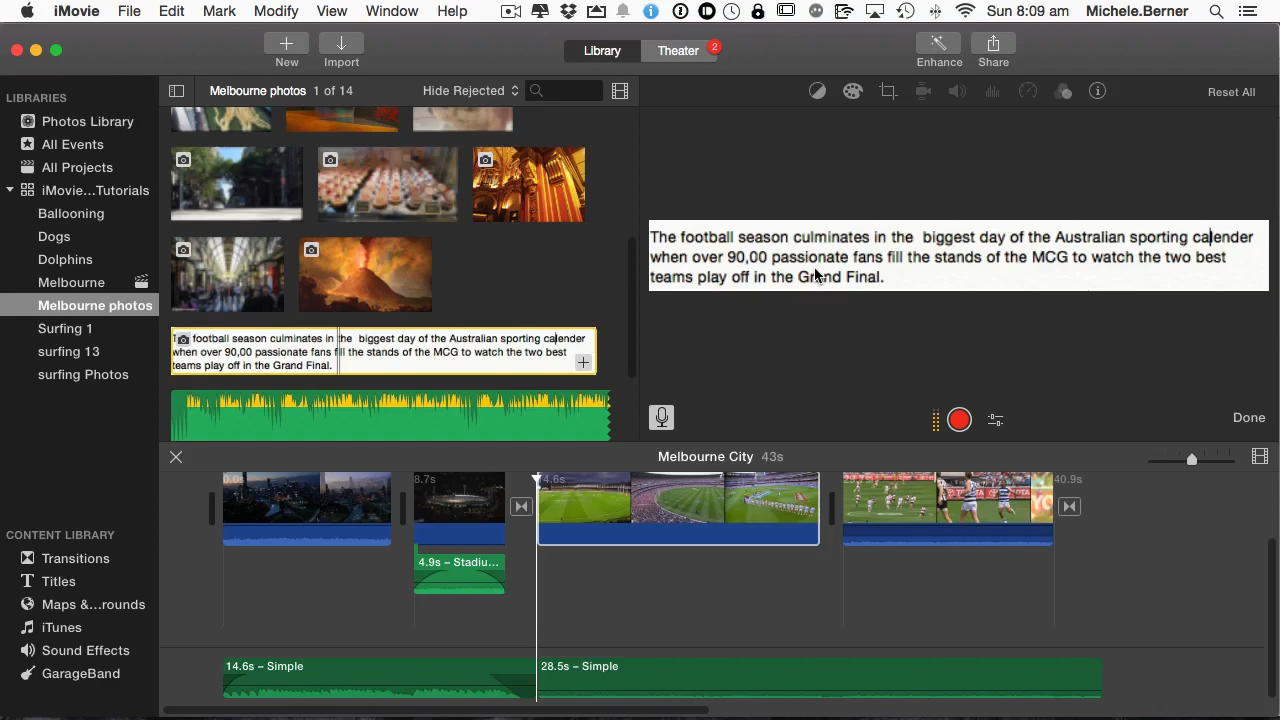 iMovie File Edit Mark Modify View Window Help Sun 8:09 am Michele.Berner
New Import Library Theater 2 Enhance Share
LIBRARIES
Photos Library
All Events
All Projects
iMovie...Tutorials
Ballooning
Dogs
Dolphins
Melbourne
Melbourne photos
Surfing 1
surfing 13
surfing Photos
CONTENT LIBRARY
Transitions
Titles
Maps &...rounds
iTunes
Sound Effects
GarageBand
Melbourne photos 1 of 14 Hide Rejected
football season culminates in the biggest day of the Australian sporting calender
when over 90,00 passionate fans fill the stands of the MCG to watch the two best
teams play off in the Grand Final.
Reset All
The football season culminates in the  biggest day of the Australian sporting calender
when over 90,00 passionate fans fill the stands of the MCG to watch the two best
teams play off in the Grand Final.
Done
Melbourne City 43s
0.0s 8.7s 4.6s 40.9s
4.9s – Stadiu...
14.6s – Simple 28.5s – Simple